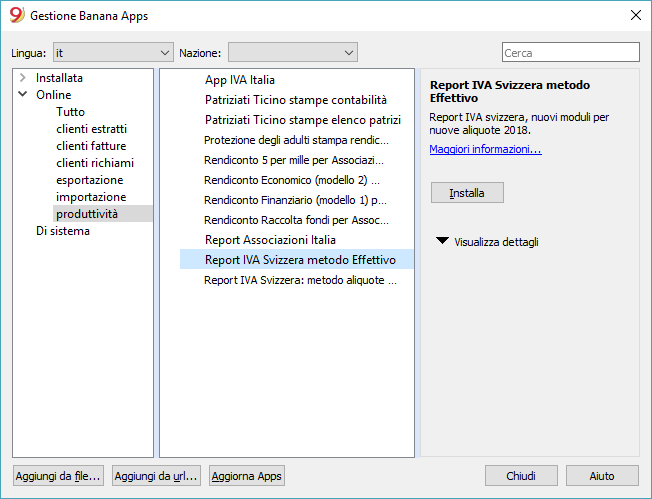 Gestione Banana Apps
Lingua: it Nazione: Cerca
Installata
Online
Tutto
clienti estratti
clienti fatture
clienti richiami
esportazione
importazione
produttività
Di sistema
App IVA Italia
Patriziati Ticino stampe contabilità
Patriziati Ticino stampe elenco patrizi
Protezione degli adulti stampa rendic...
Rendiconto 5 per mille per Associazi...
Rendiconto Economico (modello 2) ...
Rendiconto Finanziario (modello 1) p...
Rendiconto Raccolta fondi per Assoc...
Report Associazioni Italia
Report IVA Svizzera metodo Effettivo
Report IVA Svizzera: metodo aliquote ...
Report IVA Svizzera metodo
Effettivo
Report IVA svizzera, nuovi moduli per
nuove aliquote 2018.
Maggiori informazioni...
Installa
Visualizza dettagli
Aggiungi da file... Aggiungi da url... Aggiorna Apps Chiudi Aiuto